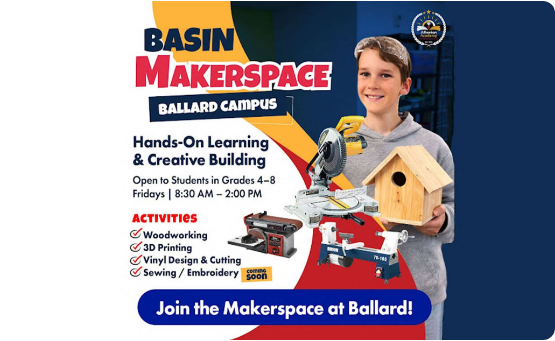 BASIN
MAKERSPACE
BALLARD CAMPUS
Hands-On Learning
& Creative Building
Open to Students in Grades 4–8
Fridays | 8:30 AM – 2:00 PM
ACTIVITIES
Woodworking
3D Printing
Vinyl Design & Cutting
Sewing / Embroidery
COMING
SOON
Join the Makerspace at Ballard!